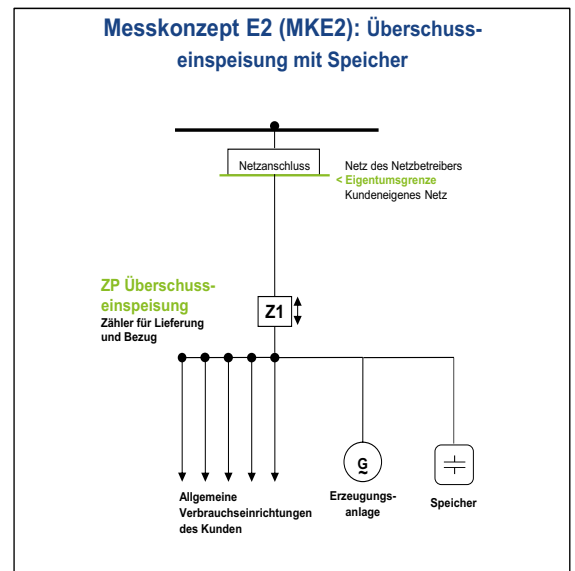 Messkonzept E2 (MKE2): Überschuss-
einspeisung mit Speicher
Netzanschluss
Netz des Netzbetreibers
< Eigentumsgrenze
Kundeneigenes Netz
ZP Überschuss-
einspeisung
Zähler für Lieferung
und Bezug
Z1
G
~
Allgemeine
Verbrauchseinrichtungen
des Kunden
Erzeugungs-
anlage
Speicher